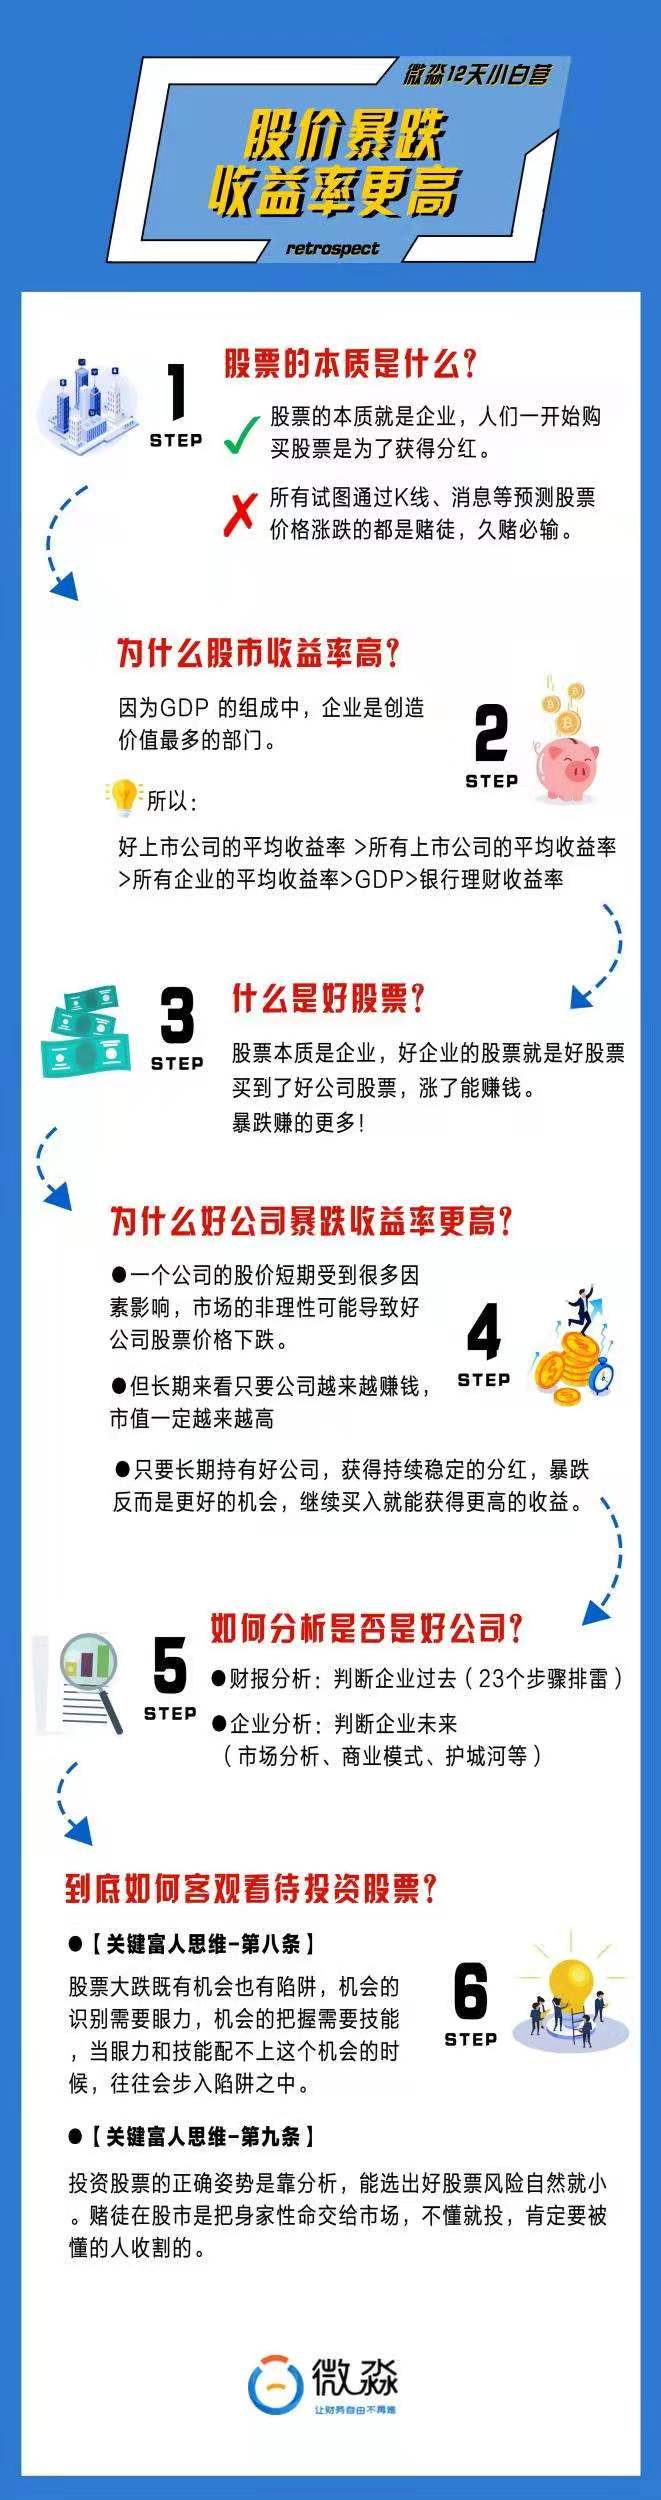 微淼12天小白营
股价暴跌
收益率更高
retrospect
股票的本质是什么?
1
STEP
股票的本质就是企业，人们一开始购
买股票是为了获得分红。
所有试图通过K线、消息等预测股票
价格涨跌的都是赌徒，久赌必输。
为什么股市收益率高?
因为GDP 的组成中，企业是创造
价值最多的部门。
2
STEP
所以：
好上市公司的平均收益率 >所有上市公司的平均收益率
>所有企业的平均收益率>GDP>银行理财收益率
什么是好股票?
3
STEP
股票本质是企业，好企业的股票就是好股票
买到了好公司股票，涨了能赚钱。
暴跌赚的更多！
为什么好公司暴跌收益率更高?
●一个公司的股价短期受到很多因
素影响，市场的非理性可能导致好
公司股票价格下跌。
4
STEP
●但长期来看只要公司越来越赚钱，
市值一定越来越高
●只要长期持有好公司，获得持续稳定的分红，暴跌
反而是更好的机会，继续买入就能获得更高的收益。
如何分析是否是好公司?
5
STEP
●财报分析：判断企业过去（23个步骤排雷）
●企业分析：判断企业未来
（市场分析、商业模式、护城河等）
到底如何客观看待投资股票?
●【关键富人思维-第八条】
股票大跌既有机会也有陷阱，机会的
识别需要眼力，机会的把握需要技能
，当眼力和技能配不上这个机会的时
候，往往会步入陷阱之中。
6
STEP
●【关键富人思维-第九条】
投资股票的正确姿势是靠分析，能选出好股票风险自然就小
。赌徒在股市是把身家性命交给市场，不懂就投，肯定要被
懂的人收割的。
微淼
让财务自由不再难